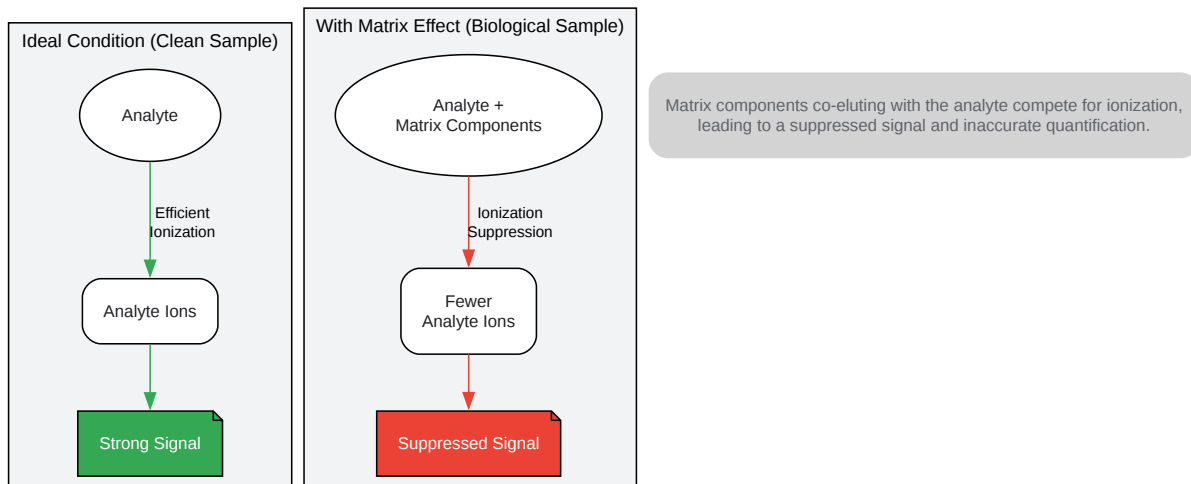 Ideal Condition (Clean Sample)
Analyte
Efficient
Ionization
Analyte Ions
Strong Signal
With Matrix Effect (Biological Sample)
Analyte +
Matrix Components
Ionization
Suppression
Fewer
Analyte Ions
Suppressed Signal
Matrix components co-eluting with the analyte compete for ionization,
leading to a suppressed signal and inaccurate quantification.